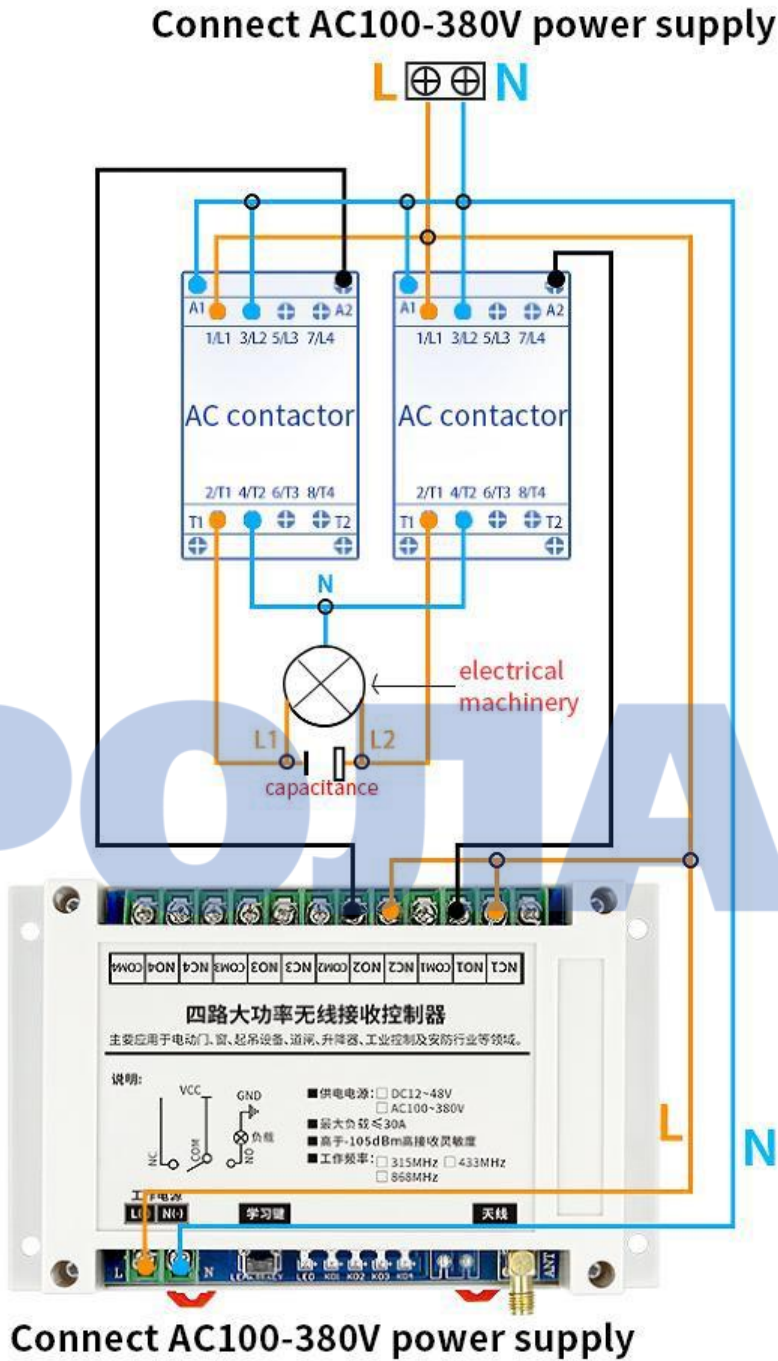 Connect AC100-380V power supply
L N
A1 A2 A1 A2
1/L1 3/L2 5/L3 7/L4 1/L1 3/L2 5/L3 7/L4
AC contactor AC contactor
2/T1 4/T2 6/T3 8/T4 2/T1 4/T2 6/T3 8/T4
T1 T2 T1 T2
N
electrical
machinery
L1 L2
capacitance
РОЛА
COM4 NO4 NC4 COM3 NO3 NC3 COM2 NO2 NC2 COM1 NO1 NC1
四路大功率无线接收控制器
主要应用于电动门、窗、起吊设备、道闸、升降器、工业控制及安防行业等领域。
说明:
VCC GND
负载
NC COM NO
■供电电源:□ DC12~48V
□ AC100~380V
■最大负载≤30A
■高于-105dBm高接收灵敏度
■工作频率:□ 315MHz □ 433MHz
□ 868MHz
L
N
工作电源
L(+) N(-) 学习键 天线
L N LED KO1 KO2 KO3 KO4 ANT
Connect AC100-380V power supply